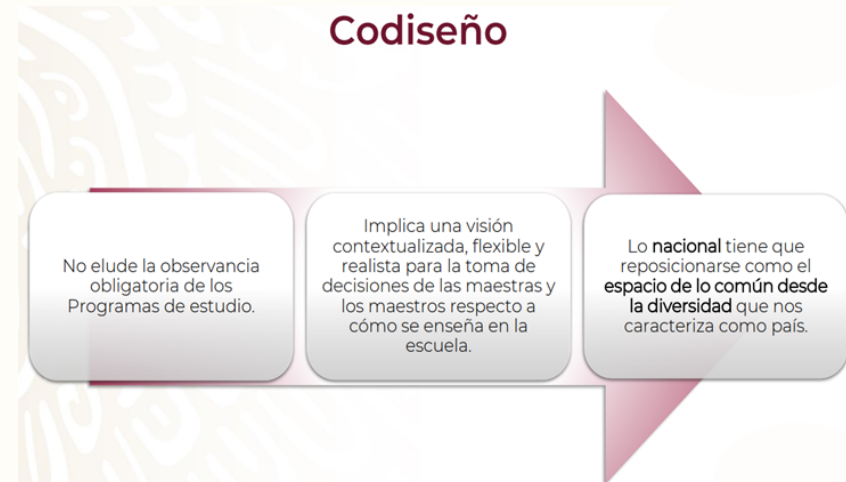 Codiseño
No elude la observancia
obligatoria de los
Programas de estudio.
Implica una visión
contextualizada, flexible y
realista para la toma de
decisiones de las maestras y
los maestros respecto a
cómo se enseña en la
escuela.
Lo nacional tiene que
reposicionarse como el
espacio de lo común desde
la diversidad que nos
caracteriza como país.